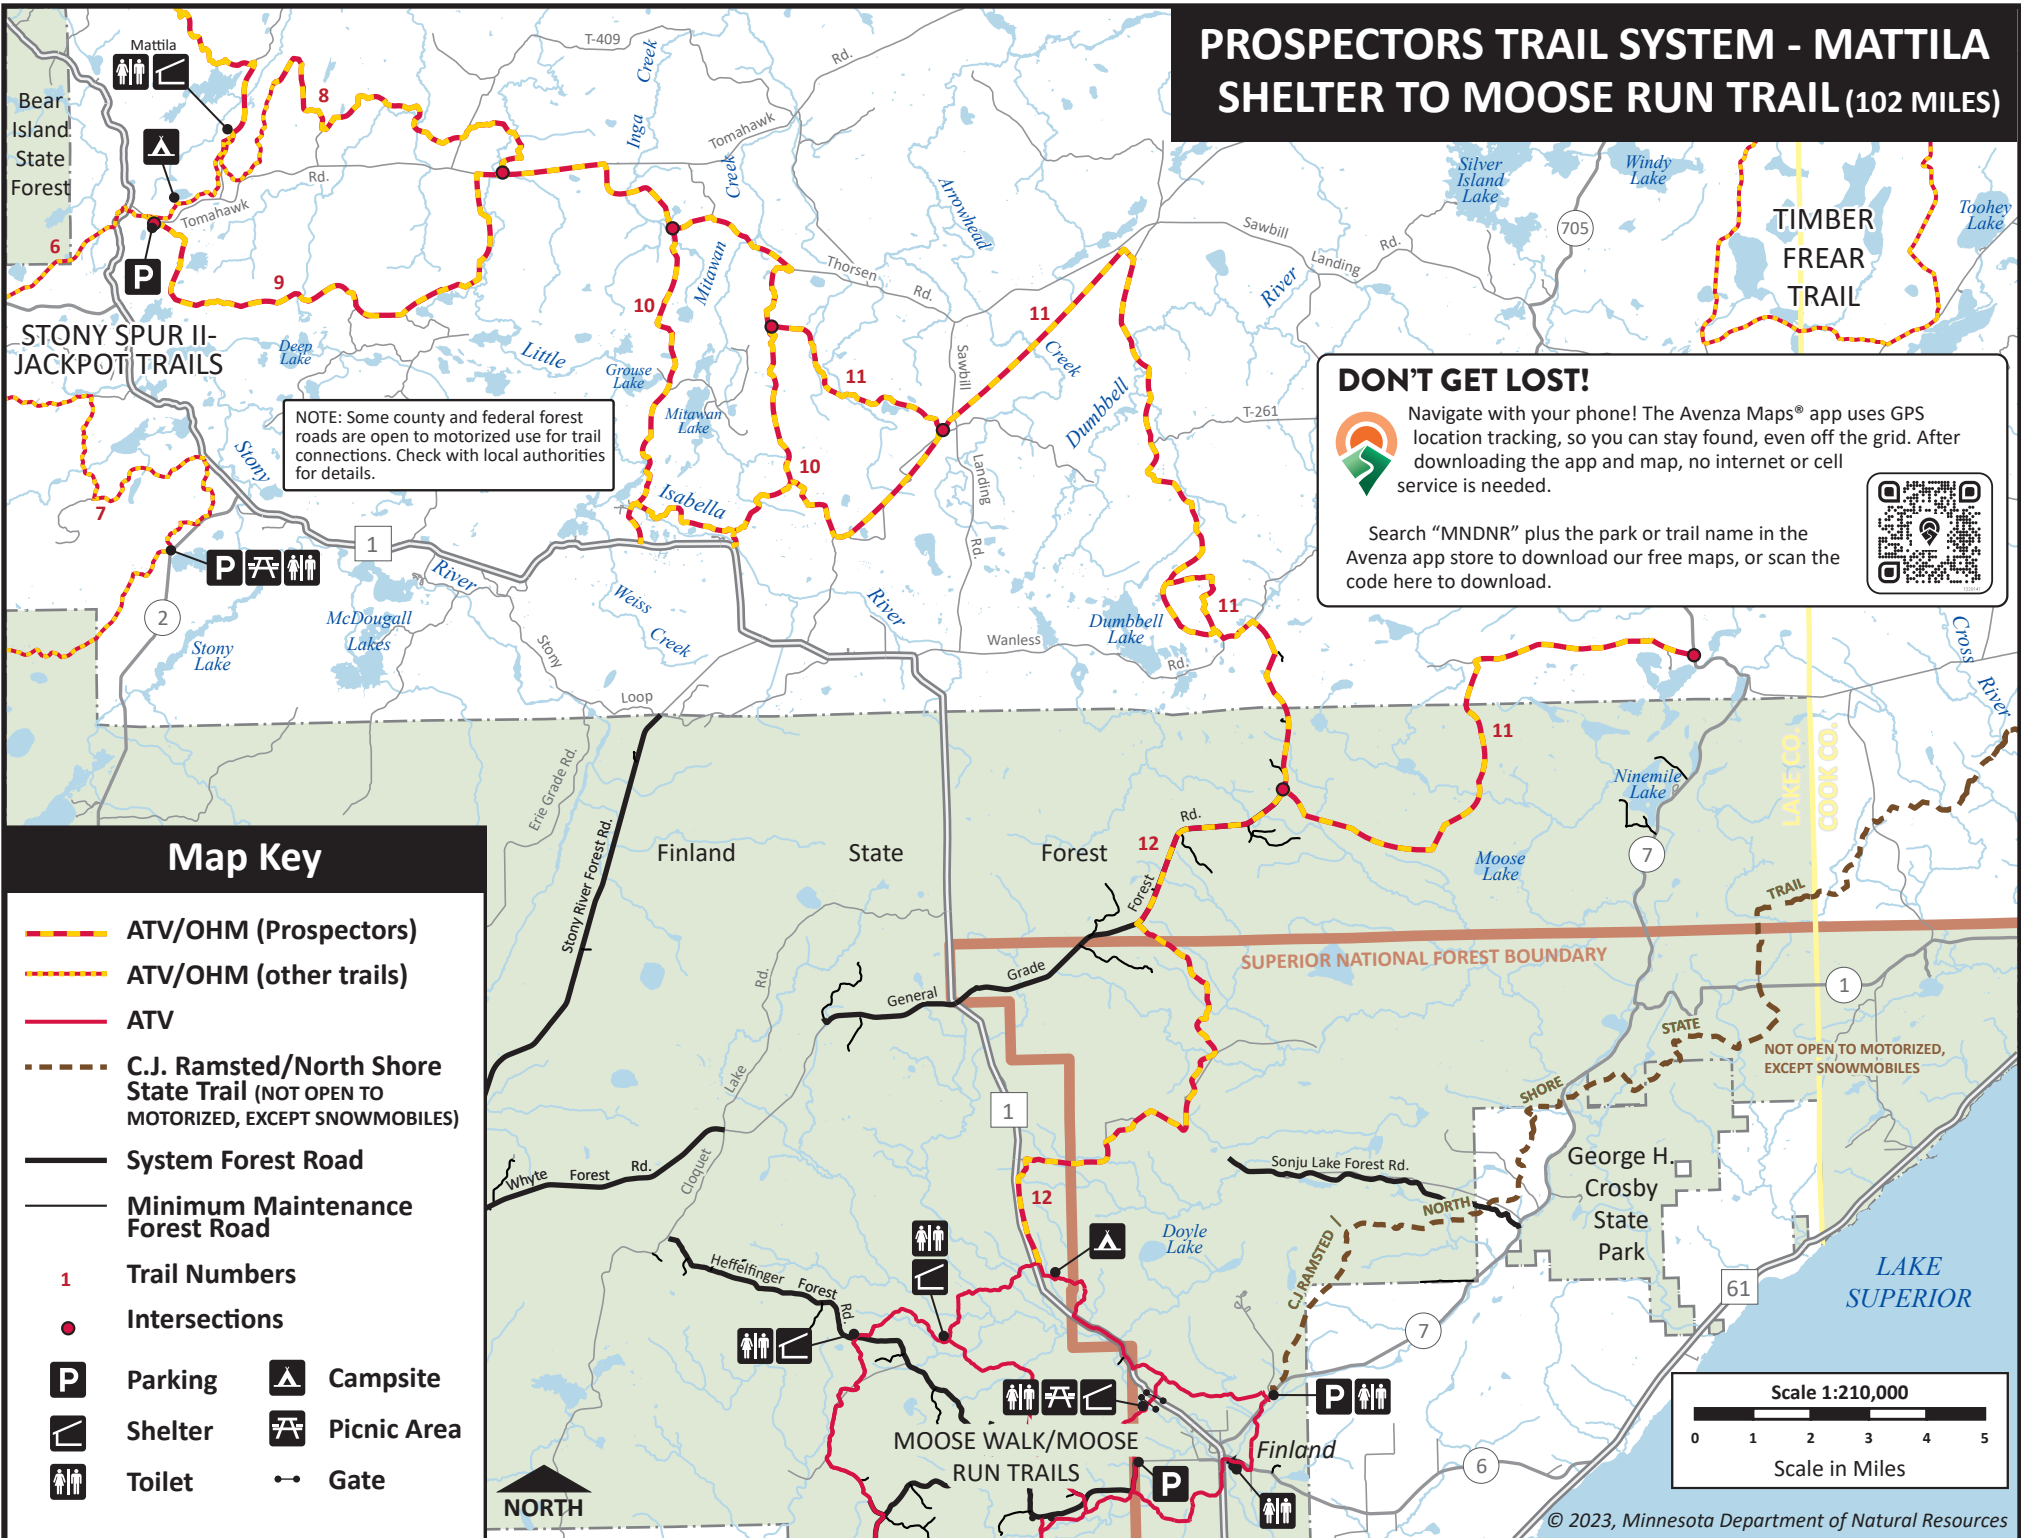 PROSPECTORS TRAIL SYSTEM - MATTILA
SHELTER TO MOOSE RUN TRAIL (102 MILES)
Mattila
Bear
Island
State
Forest
T-409
Rd.
8
Inga
Creek
Tomahawk
Creek
Rd.
Tomahawk
6
9
10
Mitawan
Arrowhead
Creek
Thorsen
Rd.
Sawbill
Landing
Rd.
River
705
Silver
Island
Lake
Windy
Lake
TIMBER
FREAR
TRAIL
Toohey
Lake
STONY SPUR II-
JACKPOT TRAILS
Deep
Lake
Little
Grouse
Lake
Mitawan
Lake
11
11
Sawbill
Landing
Rd.
Dumbbell
T-261
NOTE: Some county and federal forest
roads are open to motorized use for trail
connections. Check with local authorities
for details.
DON'T GET LOST!
Navigate with your phone! The Avenza Maps® app uses GPS
location tracking, so you can stay found, even off the grid. After
downloading the app and map, no internet or cell
service is needed.
Search “MNDNR” plus the park or trail name in the
Avenza app store to download our free maps, or scan the
code here to download.
Stony
River
7
10
Isabella
River
1
2
Stony
Lake
McDougall
Lakes
Weiss
Creek
Stony
Loop
Wanless
Rd.
Dumbbell
Lake
11
11
Cross
River
Erie Grade Rd.
Stony River Forest Rd.
Finland
State
Forest
12
Rd.
Forest
Grade
General
Moose
Lake
Ninemile
Lake
7
LAKE CO.
COOK CO.
TRAIL
SUPERIOR NATIONAL FOREST BOUNDARY
1
STATE
NOT OPEN TO MOTORIZED,
EXCEPT SNOWMOBILES
SHORE
NORTH
C.J. RAMSTED /
Rd.
Lake
Cloquet
Whyte
Forest
Rd.
1
12
Sonju Lake Forest Rd.
George H.
Crosby
State
Park
Doyle
Lake
Heffelfinger
Forest
Rd.
61
LAKE
SUPERIOR
7
MOOSE WALK/MOOSE
RUN TRAILS
Finland
6
P
P
P
P
NORTH
Map Key
ATV/OHM (Prospectors)
ATV/OHM (other trails)
ATV
C.J. Ramsted/North Shore
State Trail (NOT OPEN TO
MOTORIZED, EXCEPT SNOWMOBILES)
System Forest Road
Minimum Maintenance
Forest Road
1 Trail Numbers
Intersections
P Parking
Campsite
Shelter
Picnic Area
Toilet
Gate
Scale 1:210,000
0 1 2 3 4 5
Scale in Miles
© 2023, Minnesota Department of Natural Resources